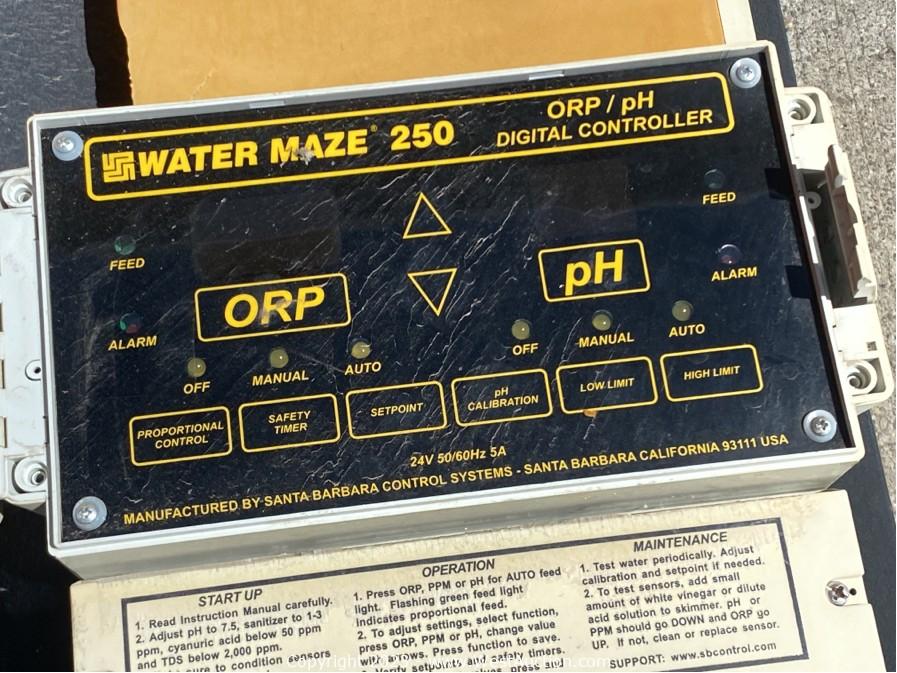 WATER MAZE® 250
ORP / pH
DIGITAL CONTROLLER
FEED
FEED
ORP
pH
ALARM
ALARM
OFF
MANUAL
AUTO
OFF
MANUAL
AUTO
PROPORTIONAL
CONTROL
SAFETY
TIMER
SETPOINT
pH
CALIBRATION
LOW LIMIT
HIGH LIMIT
24V 50/60Hz 5A
MANUFACTURED BY SANTA BARBARA CONTROL SYSTEMS - SANTA BARBARA CALIFORNIA 93111 USA
START UP
1. Read Instruction Manual carefully.
2. Adjust pH to 7.5, sanitizer to 1-3
ppm, cyanuric acid below 50 ppm
and TDS below 2,000 ppm.
sure to condition sensors
OPERATION
1. Press ORP, PPM or pH for AUTO feed
light. Flashing green feed light
indicates proportional feed.
2. To adjust settings, select function,
press ORP, PPM or pH, change value
Press function to save.
safety timers.
MAINTENANCE
1. Test water periodically. Adjust
calibration and setpoint if needed.
2. To test sensors, add small
amount of white vinegar or dilute
acid solution to skimmer. pH or
PPM should go DOWN and ORP go
UP. If not, clean or replace sensor.
SUPPORT: www.sbcontrol.com